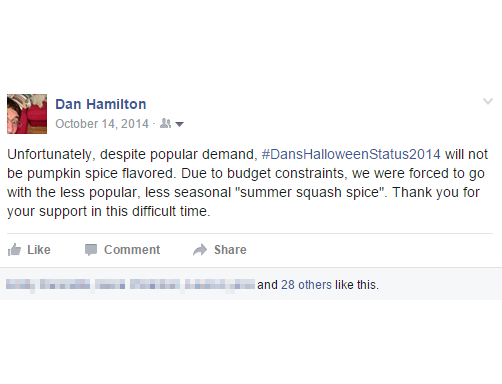 Dan Hamilton
October 14, 2014 ·
Unfortunately, despite popular demand, #DansHalloweenStatus2014 will not
be pumpkin spice flavored. Due to budget constraints, we were forced to go
with the less popular, less seasonal "summer squash spice". Thank you for
your support in this difficult time.
Like Comment Share
and 28 others like this.